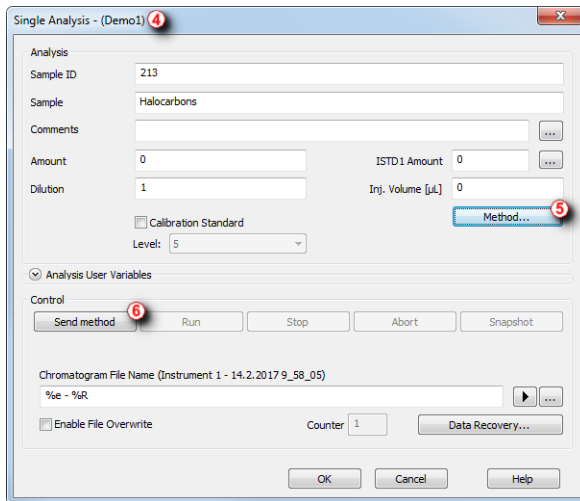 Single Analysis - (Demo1) 4
Analysis
Sample ID 213
Sample Halocarbons
Comments ...
Amount 0 ISTD1 Amount 0 ...
Dilution 1 Inj. Volume [µL] 0
Method... 5
Calibration Standard
Level: 5
Analysis User Variables
Control
6
Send method Run Stop Abort Snapshot
Chromatogram File Name (Instrument 1 - 14.2.2017 9_58_05)
%e - %R ...
Enable File Overwrite Counter 1 Data Recovery...
OK Cancel Help